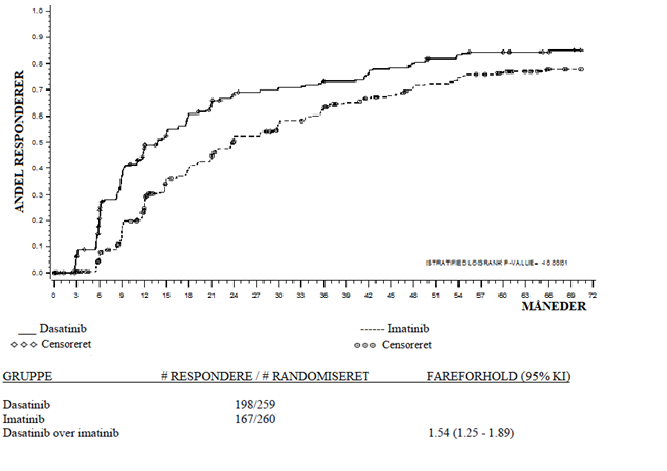 1.0
0.9
0.8
0.7
0.6
0.5
0.4
0.3
0.2
0.1
0.0
ANDEL RESPONDERER
0 3 6 9 12 15 18 21 24 27 30 33 36 39 42 45 48 51 54 57 60 63 66 69 72
MÅNEDER
___ Dasatinib ------ Imatinib
Censoreret Censoreret
GRUPPE # RESPONDERE / # RANDOMISERET FAREFORHOLD (95% KI)
Dasatinib 198/259
Imatinib 167/260
Dasatinib over imatinib 1.54 (1.25 - 1.89)